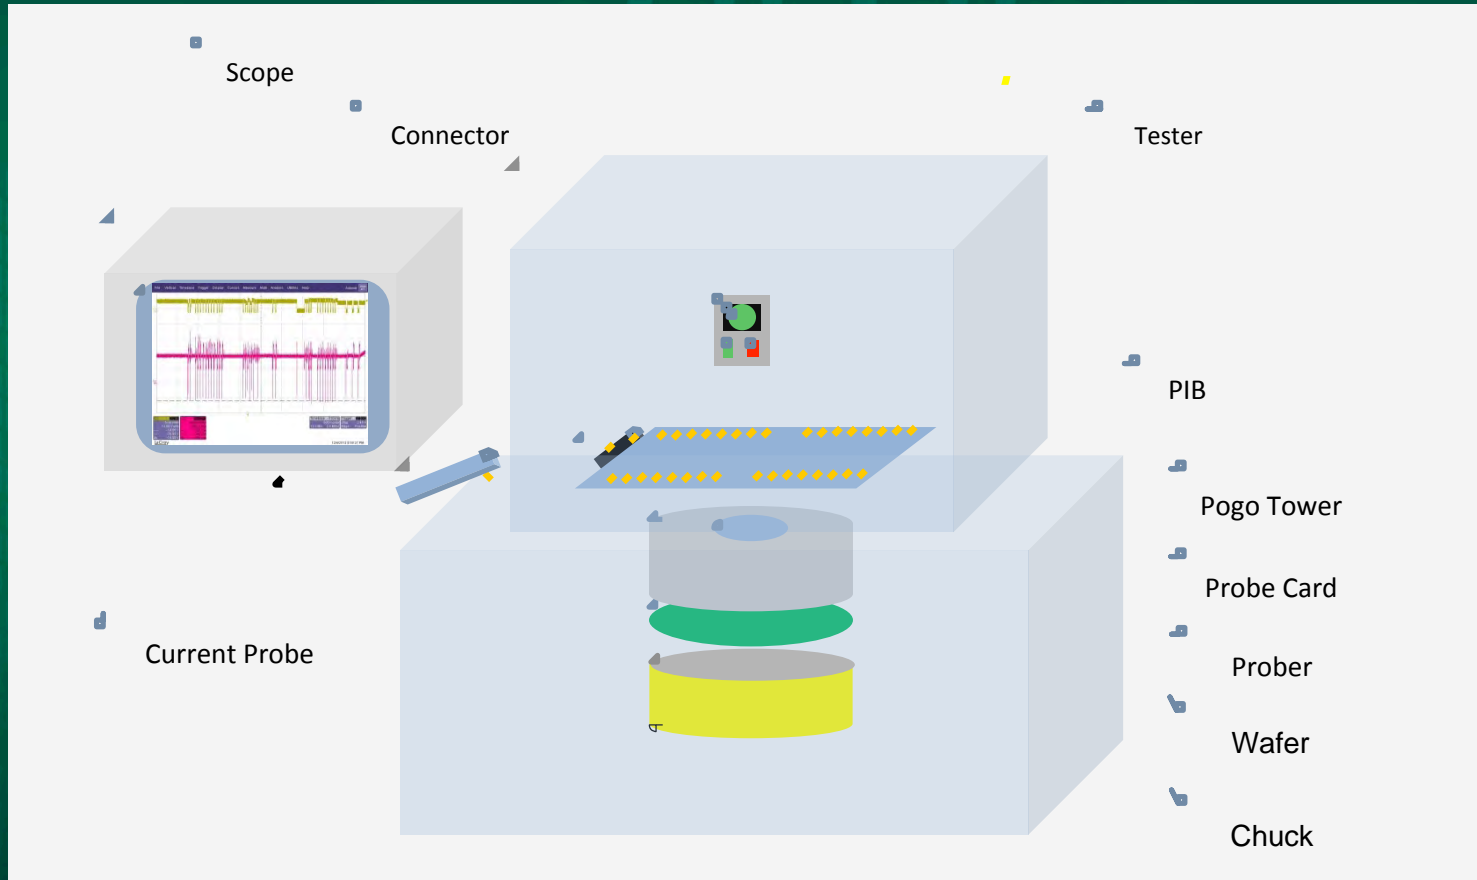 Scope
Connector
Tester
PIB
Pogo Tower
Probe Card
Current Probe
Prober
Wafer
Chuck